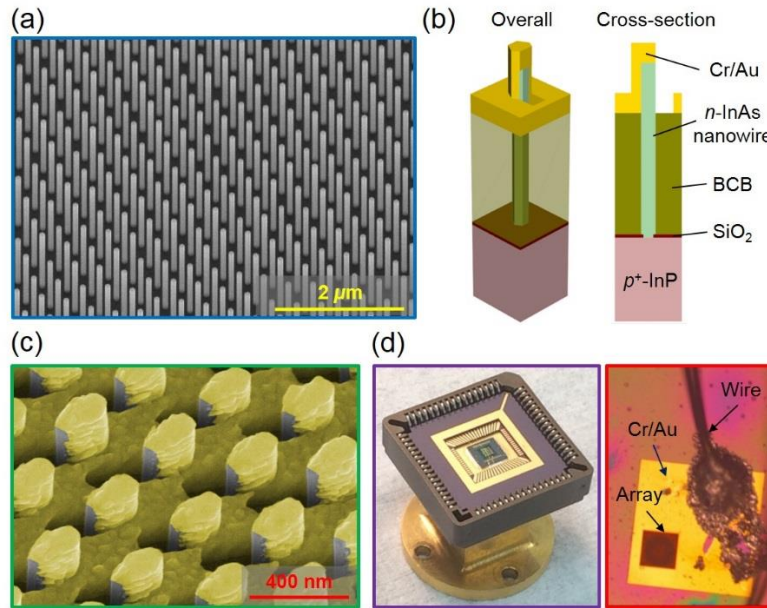 (a)
2 µm
(b)
Overall
Cross-section
Cr/Au
n-InAs
nanowire
BCB
SiO₂
p⁺-InP
(c)
400 nm
(d)
Wire
Cr/Au
Array